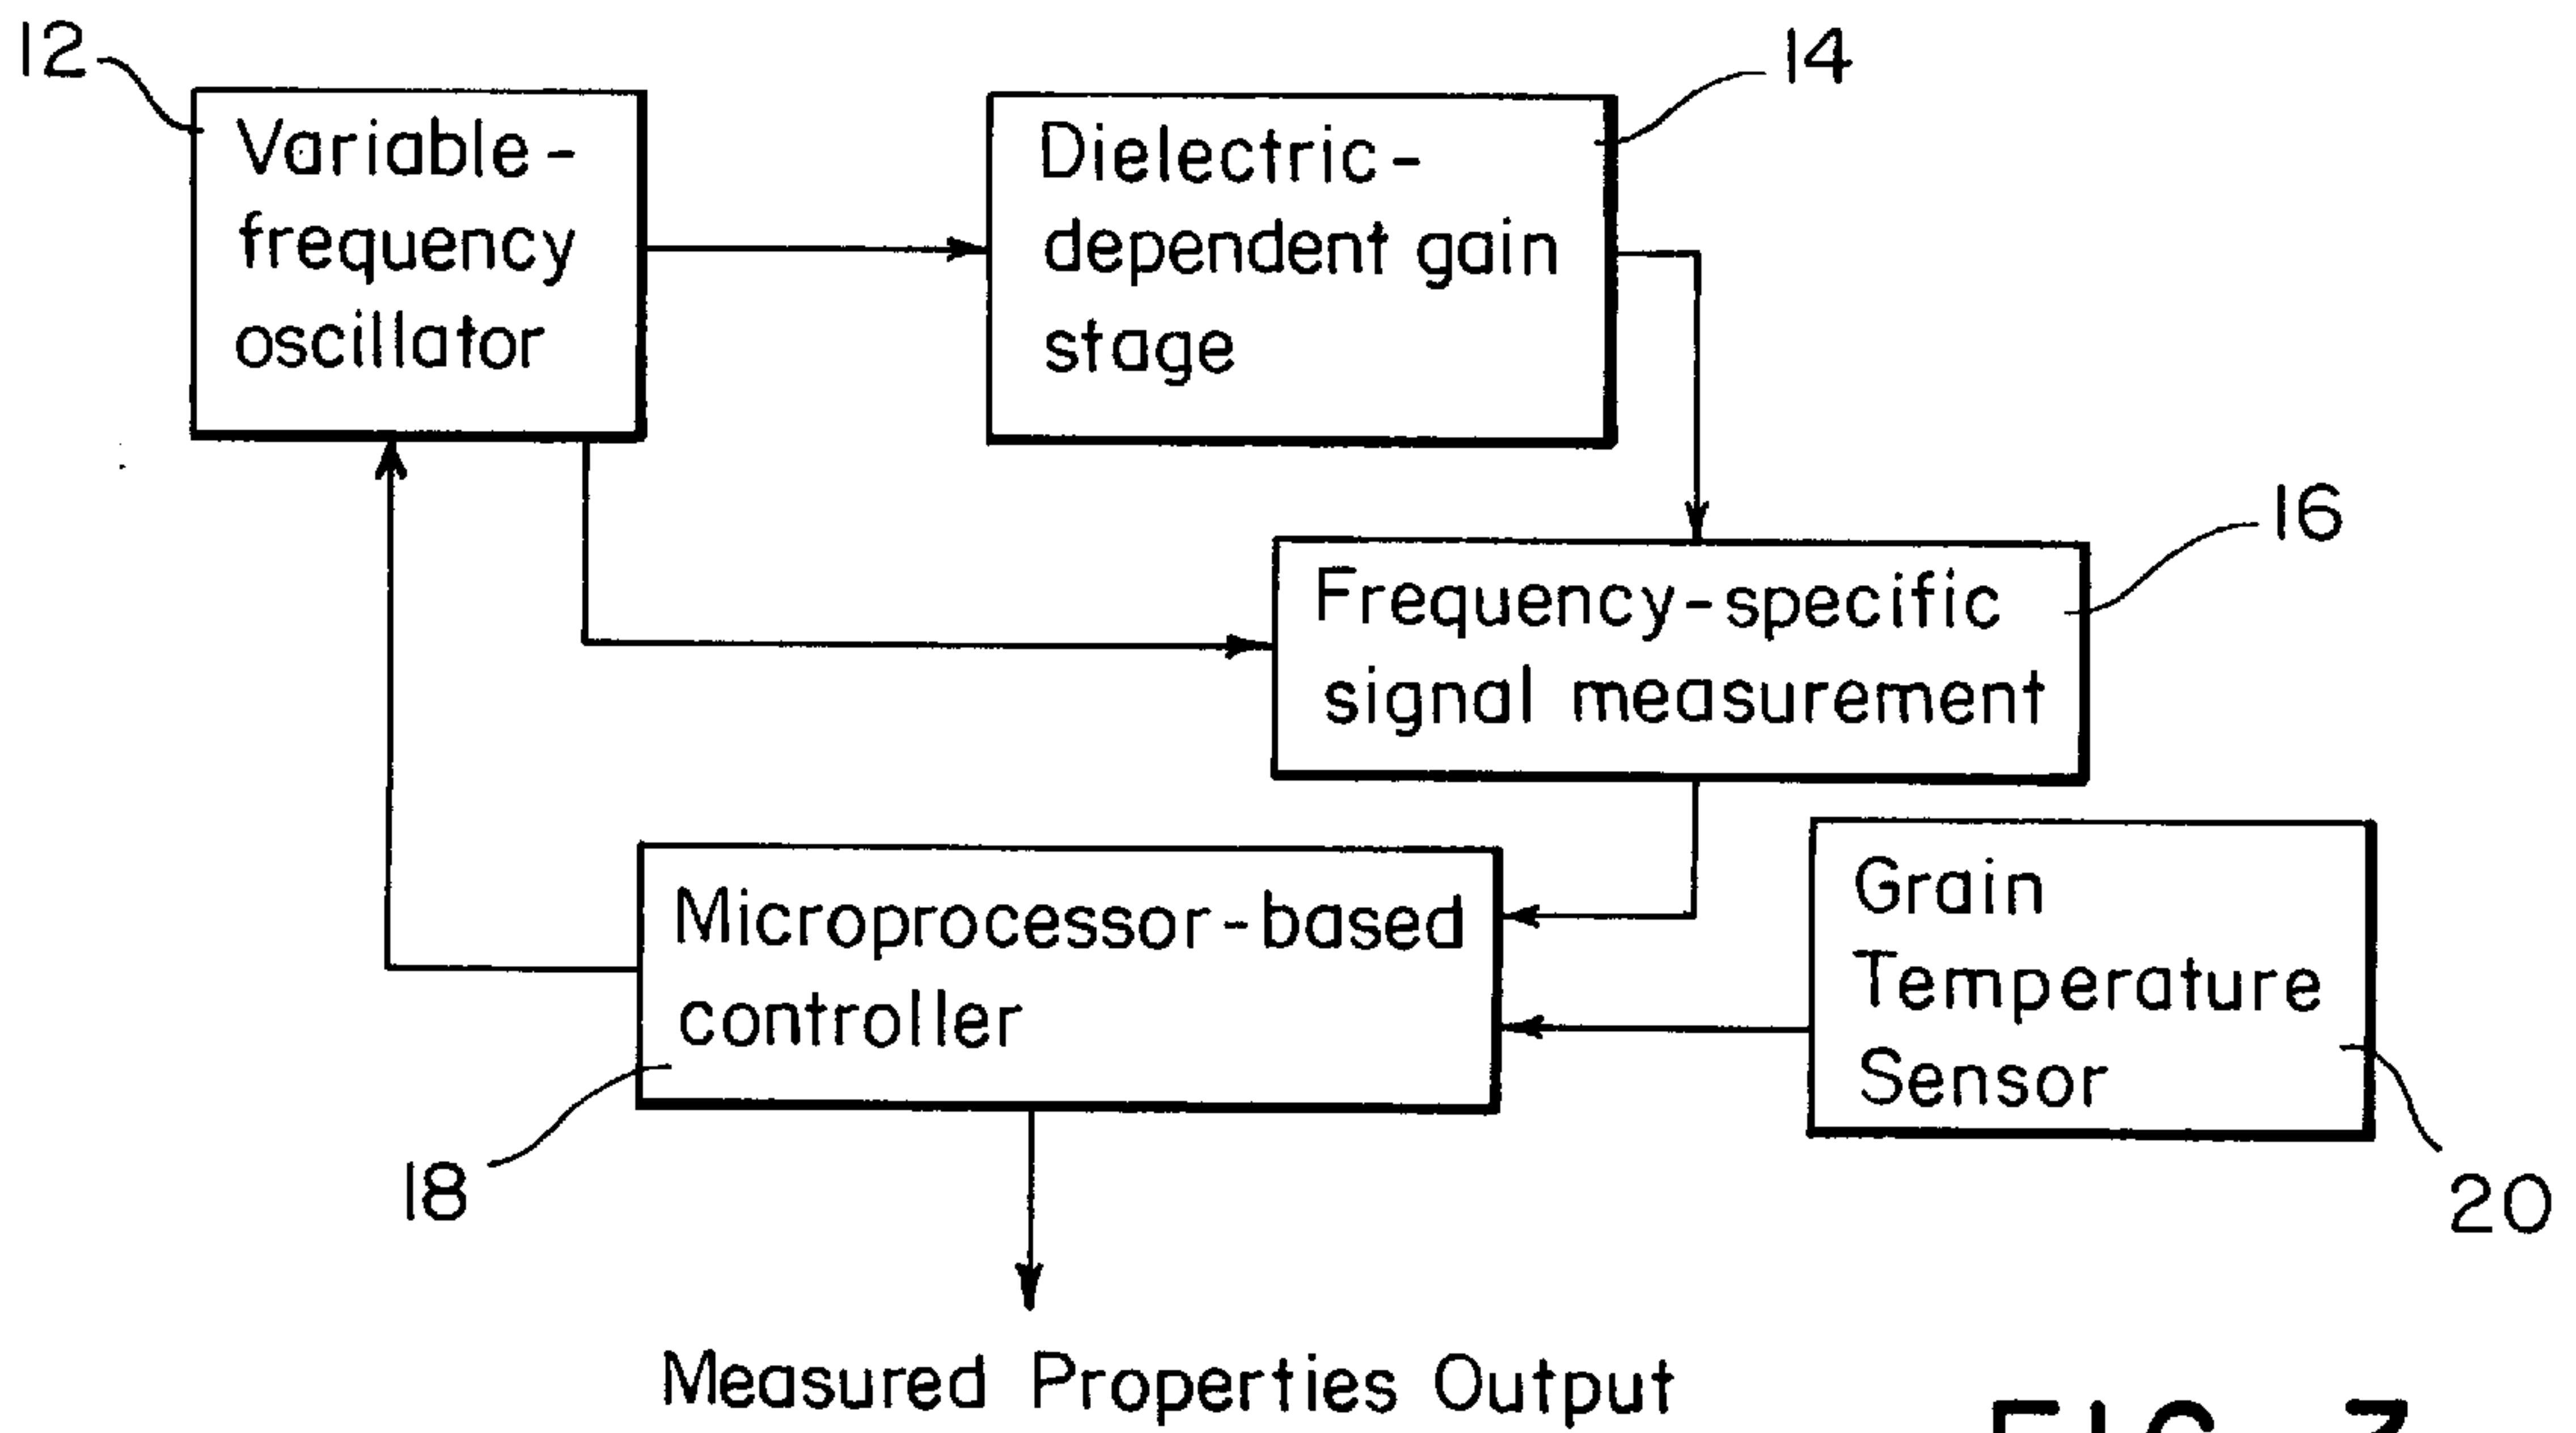 12
Variable-
frequency
oscillator
14
Dielectric-
dependent gain
stage
16
Frequency-specific
signal measurement
Microprocessor-based
controller
18
Grain
Temperature
Sensor
20
Measured Properties Output